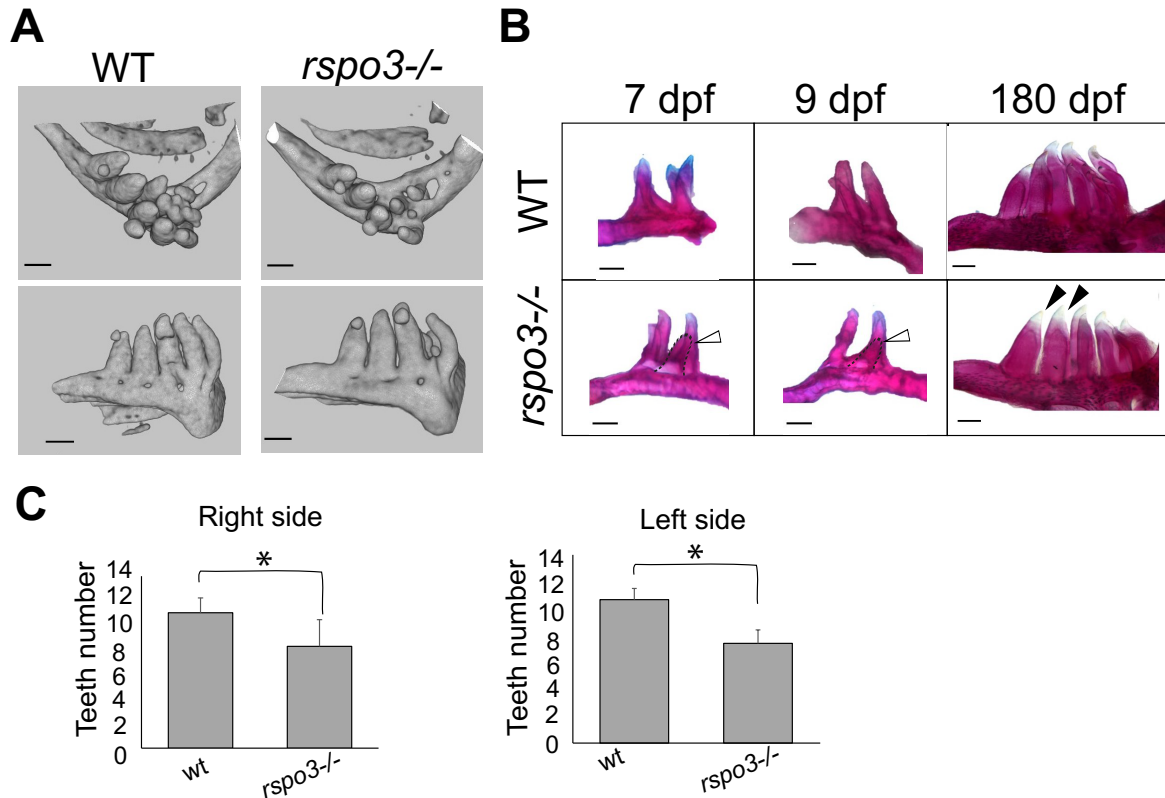 A
WT
rspo3-/-
B
7 dpf
9 dpf
180 dpf
WT
rspo3-/-
C
Right side
*
Teeth number
14
12
10
8
6
4
2
0
wt
rspo3-/-
Left side
*
Teeth number
14
12
10
8
6
4
2
0
wt
rspo3-/-